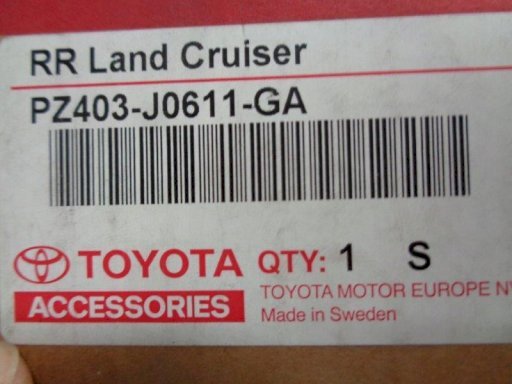 RR Land Cruiser
PZ403-J0611-GA
TOYOTA QTY: 1 S
ACCESSORIES
TOYOTA MOTOR EUROPE NV
Made in Sweden